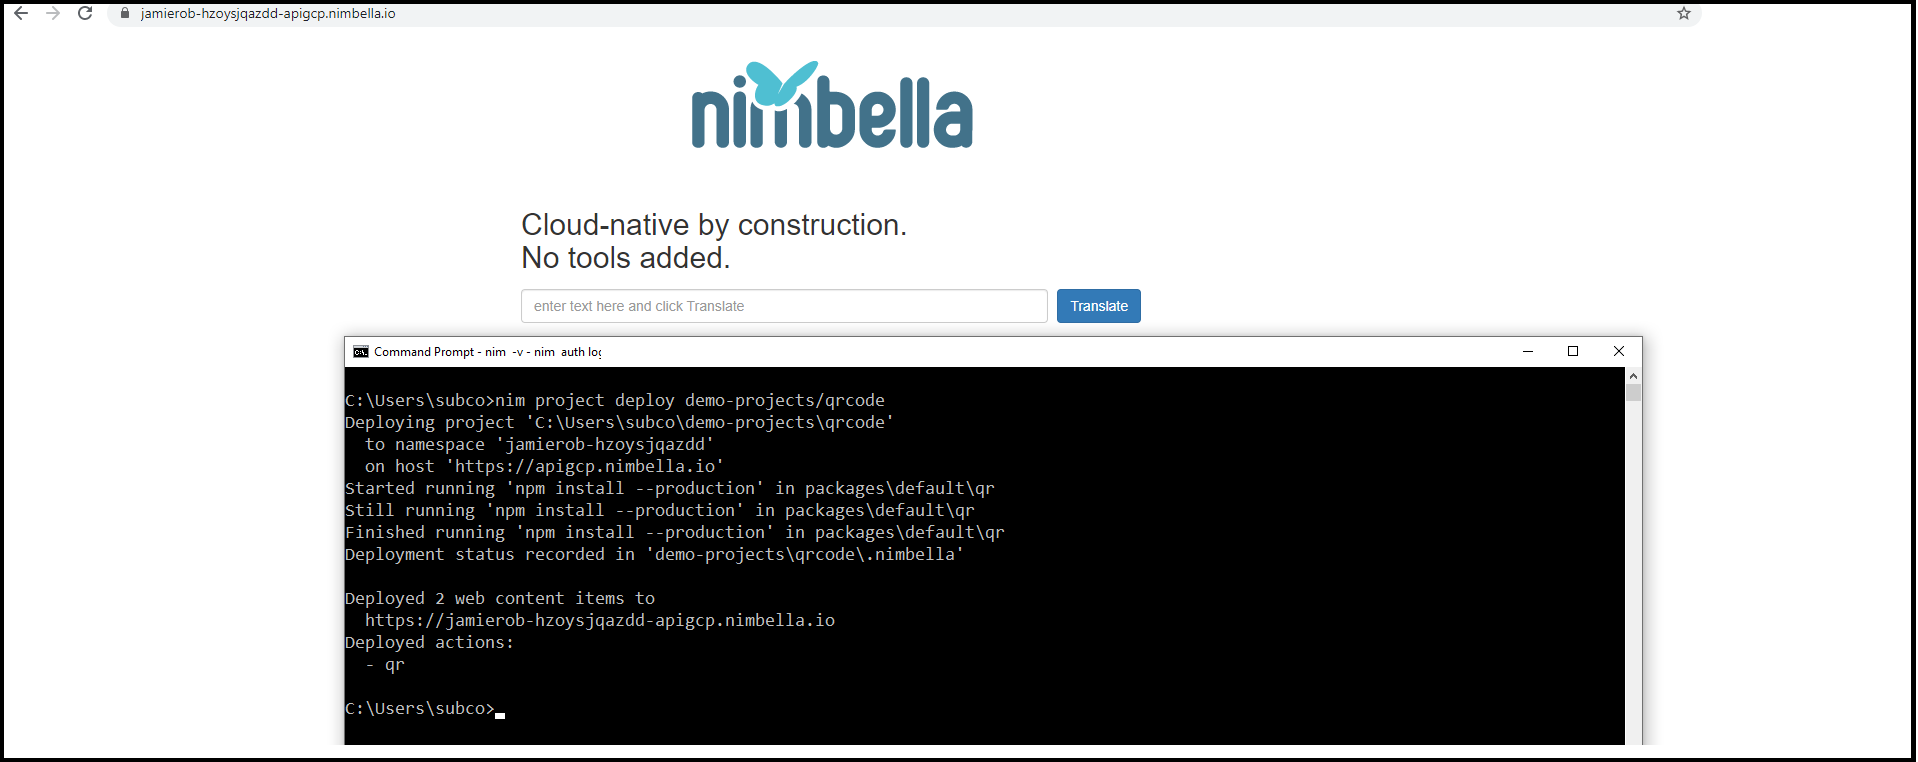 jamierob-hzoysjqazdd-apigcp.nimbella.io
nimbella
Cloud-native by construction.
No tools added.
enter text here and click Translate
Translate
Command Prompt - nim  -v - nim  auth log
C:\Users\subco>nim project deploy demo-projects/qrcode
Deploying project 'C:\Users\subco\demo-projects\qrcode'
  to namespace 'jamierob-hzoysjqazdd'
  on host 'https://apigcp.nimbella.io'
Started running 'npm install --production' in packages\default\qr
Still running 'npm install --production' in packages\default\qr
Finished running 'npm install --production' in packages\default\qr
Deployment status recorded in 'demo-projects\qrcode\.nimbella'
Deployed 2 web content items to
  https://jamierob-hzoysjqazdd-apigcp.nimbella.io
Deployed actions:
  - qr
C:\Users\subco>